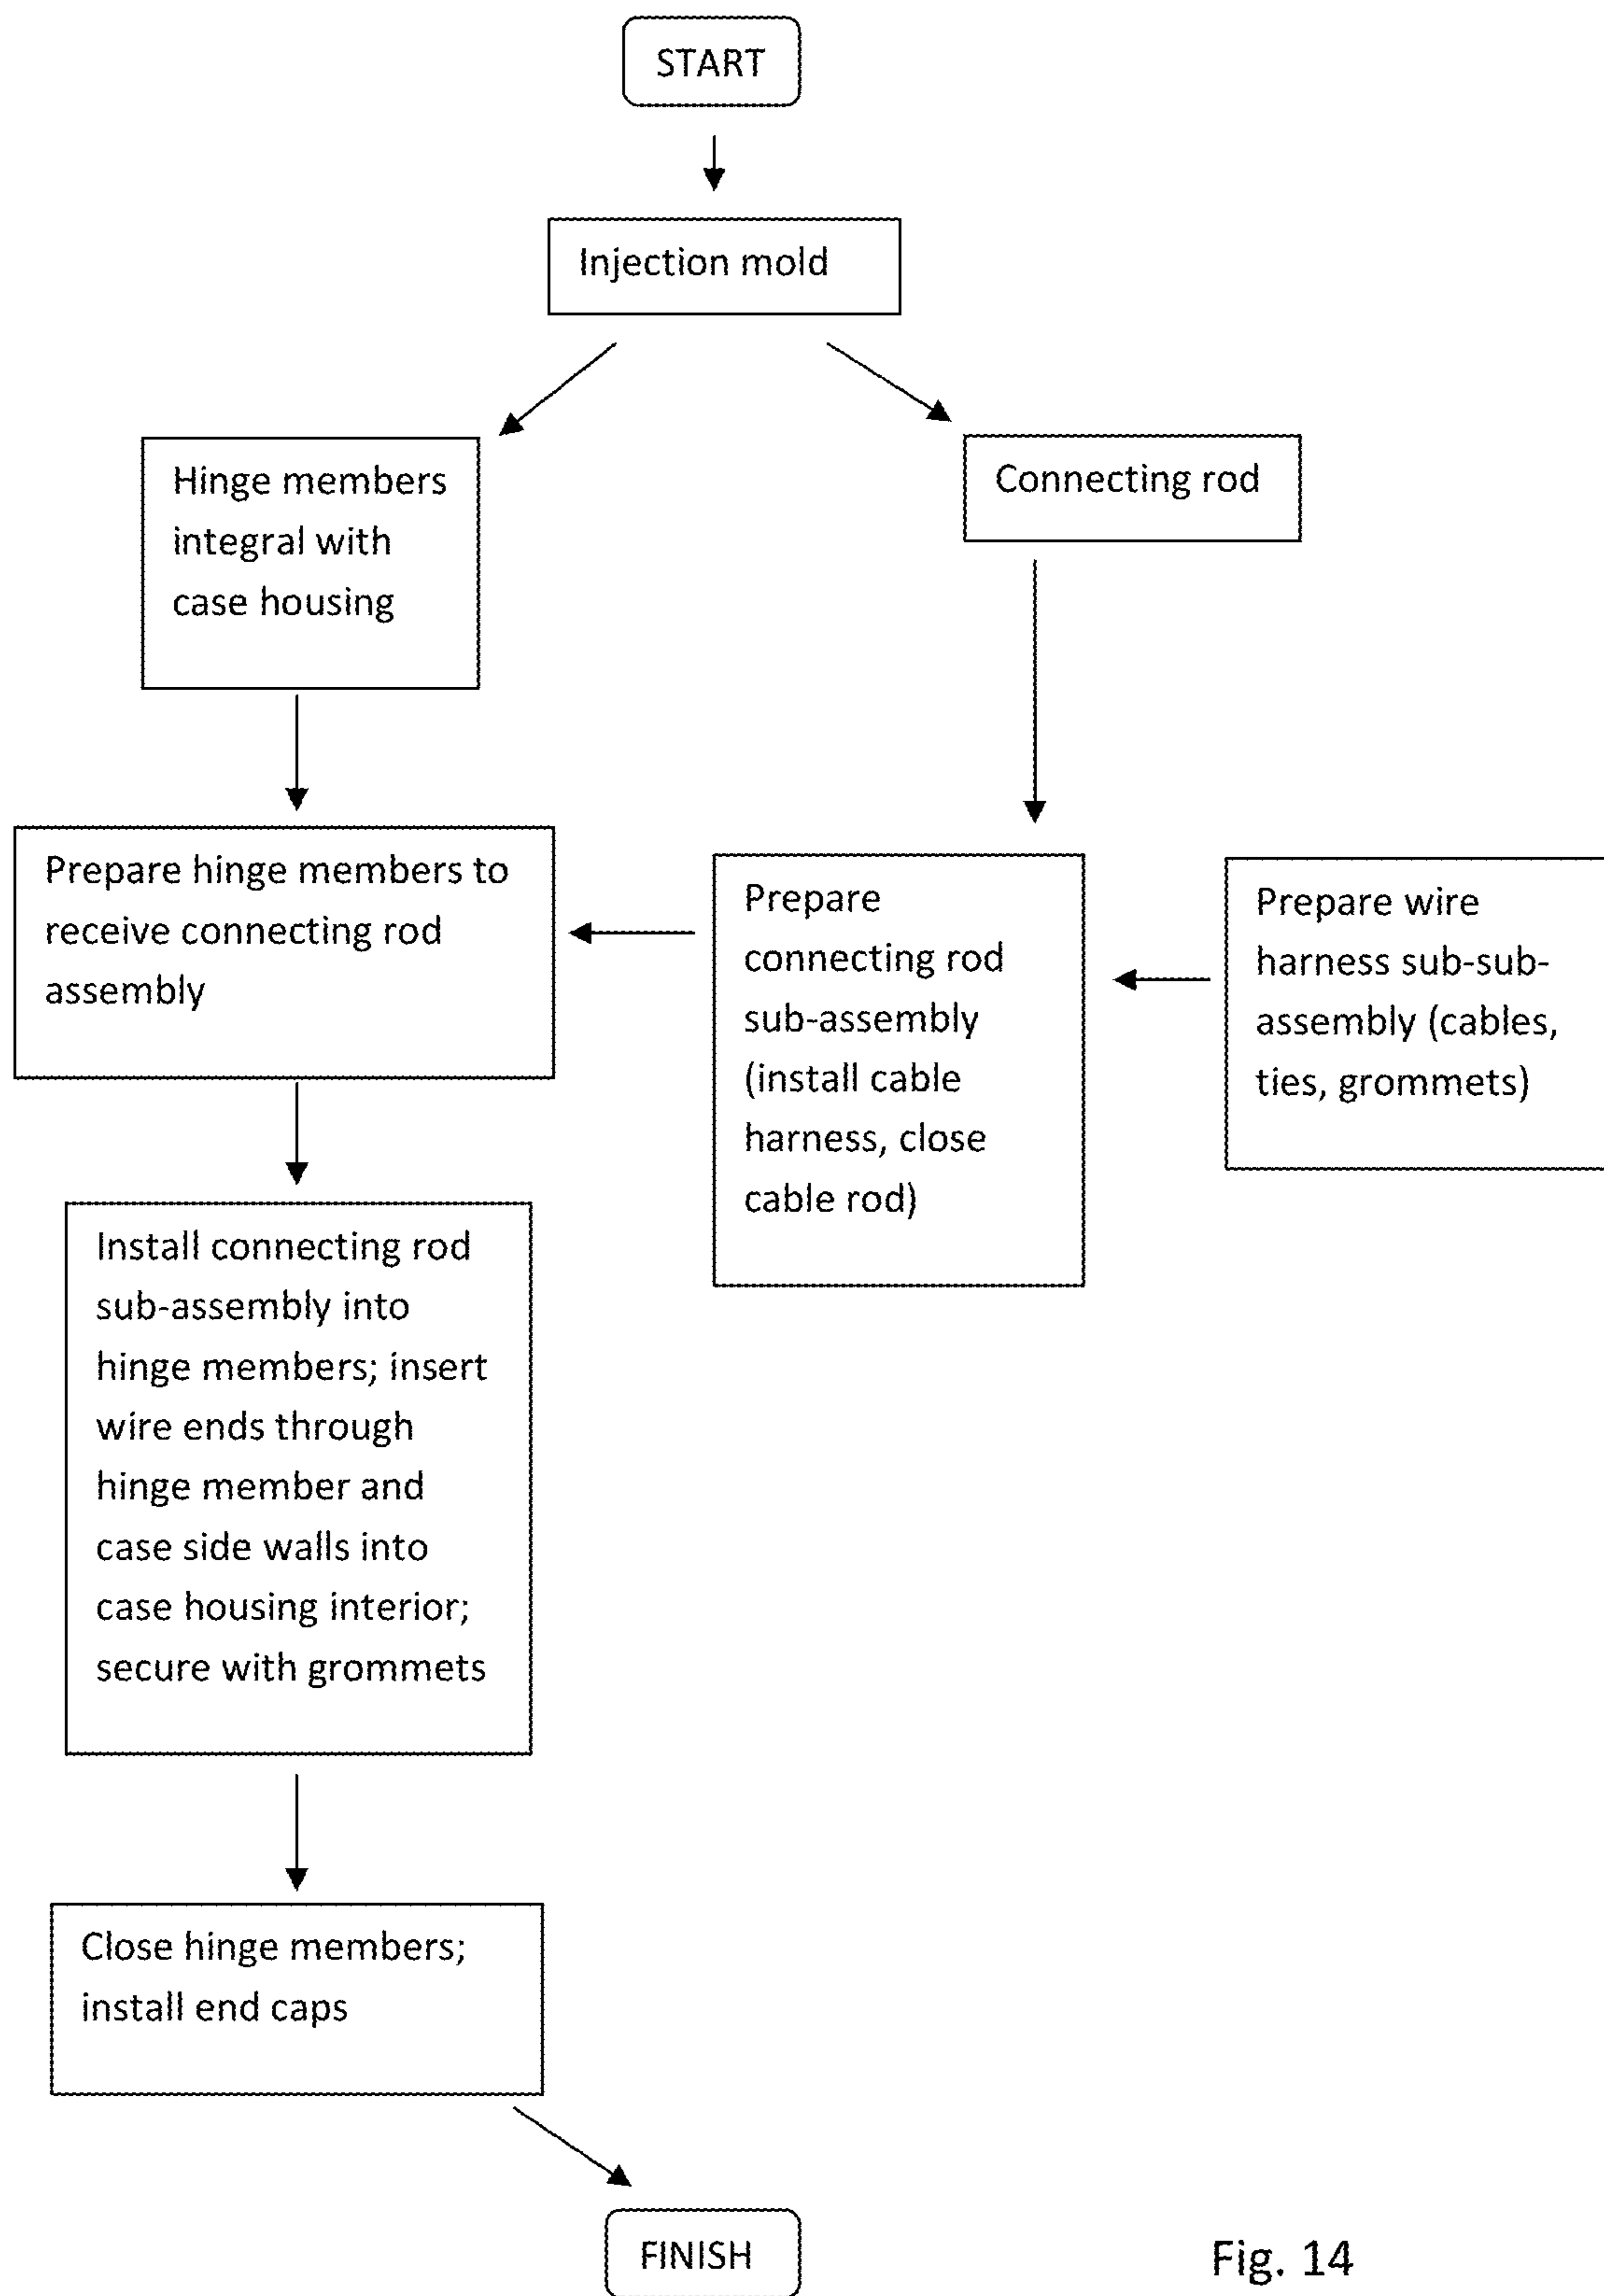 START
Injection mold
Hinge members
integral with
case housing
Connecting rod
Prepare hinge members to
receive connecting rod
assembly
Prepare
connecting rod
sub-assembly
(install cable
harness, close
cable rod)
Prepare wire
harness sub-sub-
assembly (cables,
ties, grommets)
Install connecting rod
sub-assembly into
hinge members; insert
wire ends through
hinge member and
case side walls into
case housing interior;
secure with grommets
Close hinge members;
install end caps
FINISH
Fig. 14